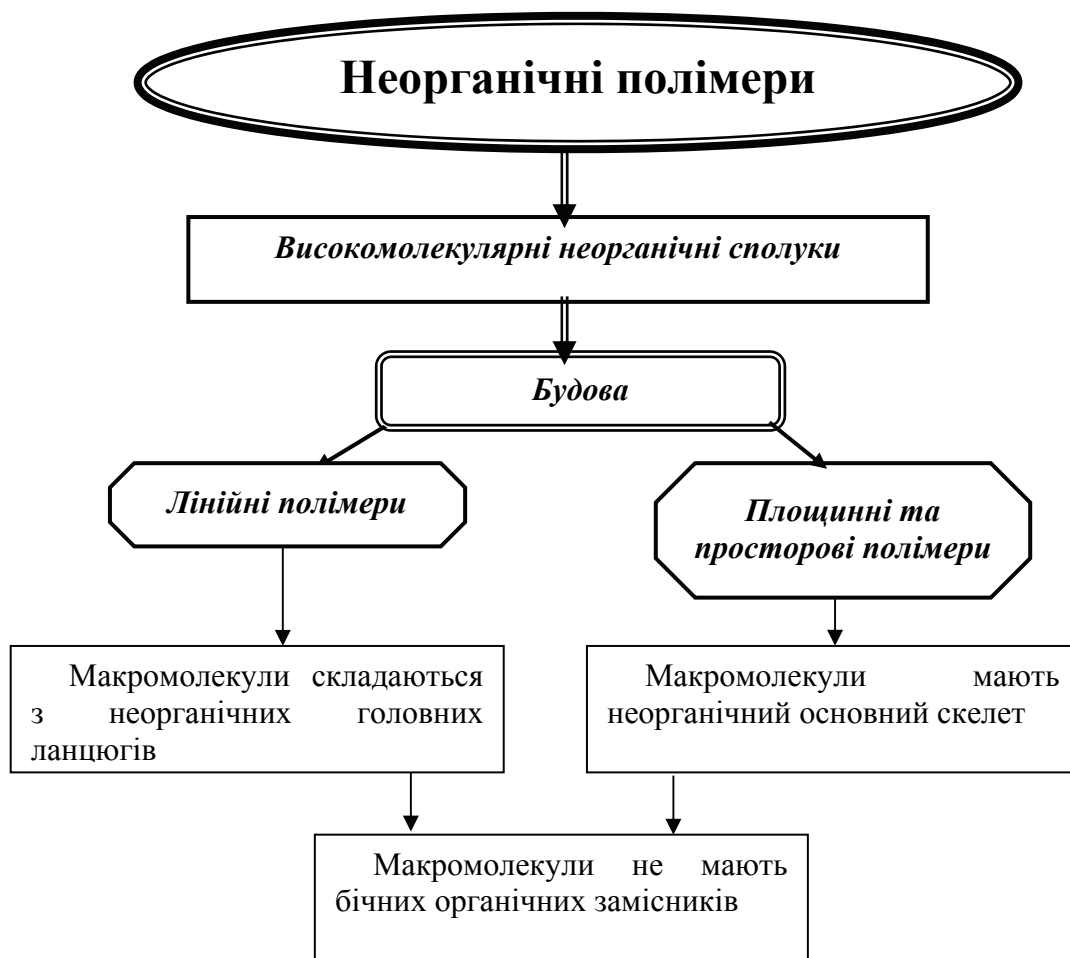 Неорганічні полімери
Високомолекулярні неорганічні сполуки
Будова
Лінійні полімери
Площинні та
просторові полімери
Макромолекули складаються
з неорганічних головних
ланцюгів
Макромолекули мають
неорганічний основний скелет
Макромолекули не мають
бічних органічних замісників